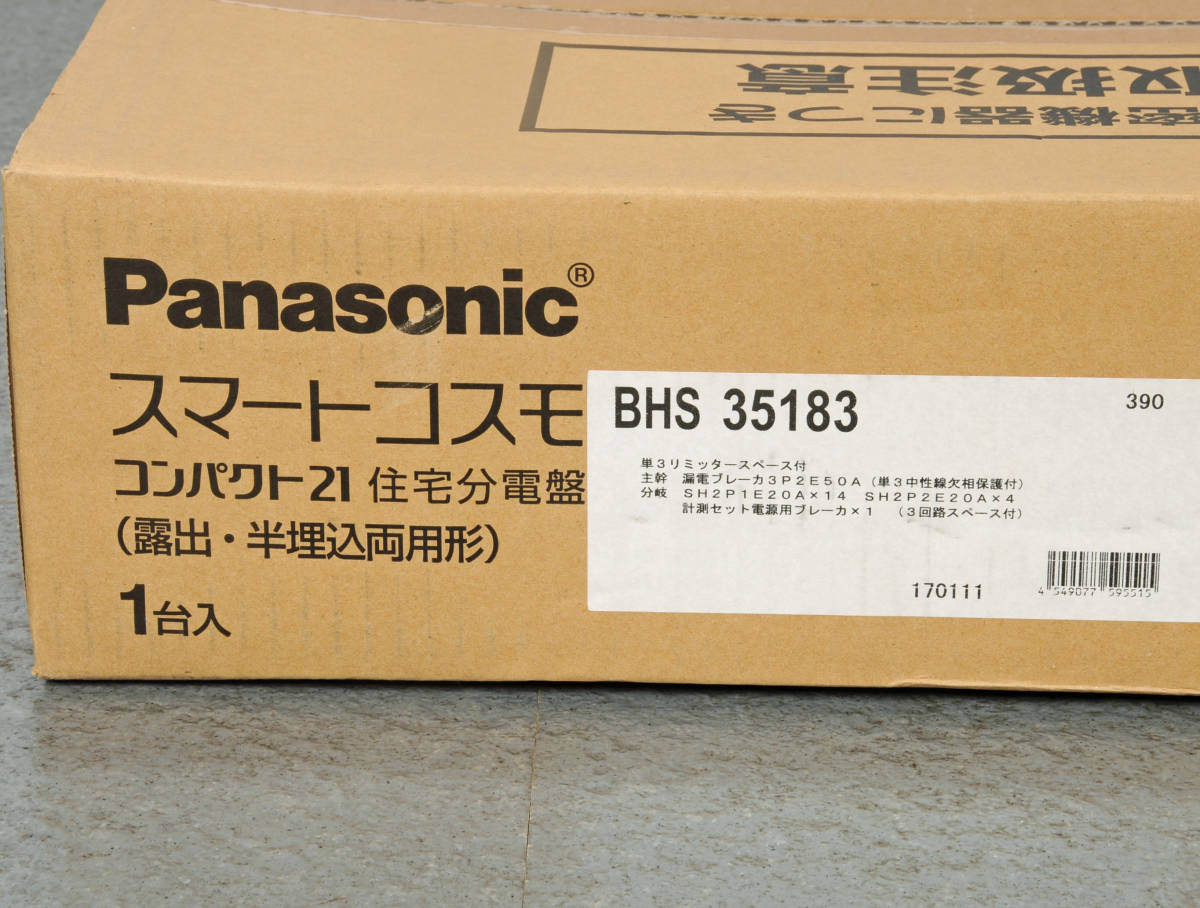 密機器につき
取扱注意
Panasonic®
スマートコスモ
コンパクト21 住宅分電盤
(露出・半埋込両用形)
1台入
BHS 35183
390
単3リミッタースペース付
主幹 漏電ブレーカ3P2E50A(単3中性線欠相保護付)
分岐 SH2P1E20A×14 SH2P2E20A×4
計測セット電源用ブレーカ×1 (3回路スペース付)
170111
4 549077 595515